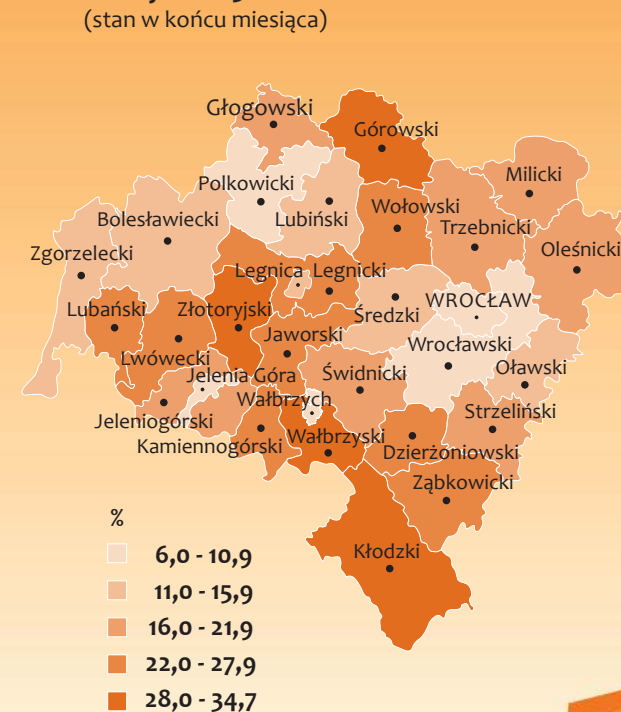 (stan w końcu miesiąca)
Głogowski
Górowski
Milicki
Polkowicki
Lubiński
Wołowski
Bolesławiecki
Trzebnicki
Zgorzelecki
Oleśnicki
Legnica Legnicki
Lubański
Złotoryjski
Średzki
WROCŁAW
Jaworski
Wrocławski
Lwówecki
Jelenia Góra
Świdnicki
Oławski
Wałbrzych
Jeleniogórski
Strzeliński
Kamiennogórski
Wałbrzyski
Dzierżoniowski
Ząbkowicki
Kłodzki
%
6,0 - 10,9
11,0 - 15,9
16,0 - 21,9
22,0 - 27,9
28,0 - 34,7